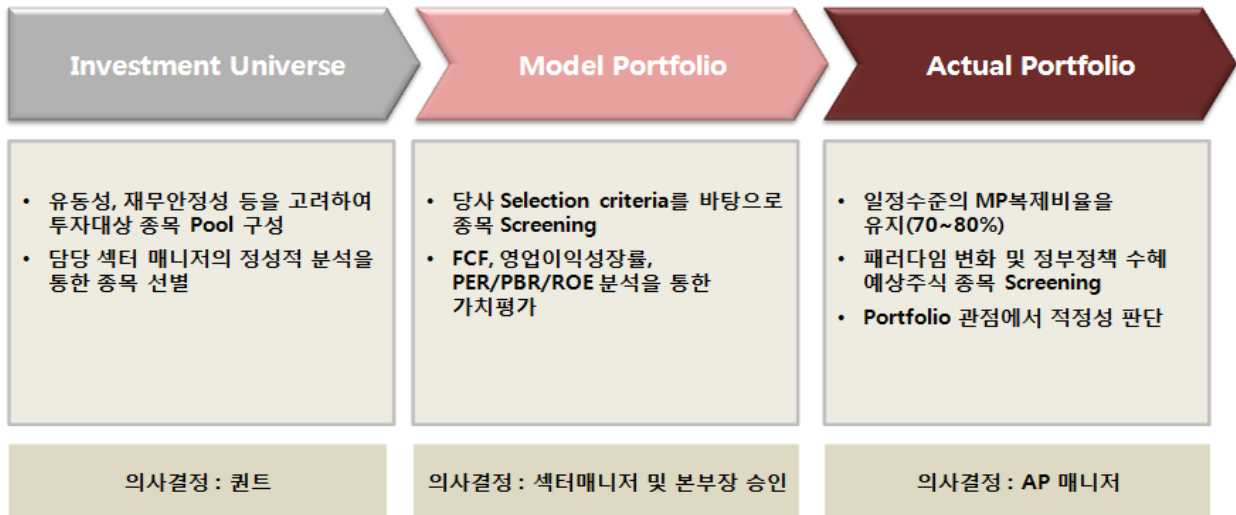 Investment Universe
Model Portfolio
Actual Portfolio
• 유동성, 재무안정성 등을 고려하여
투자대상 종목 Pool 구성
• 담당 섹터 매니저의 정성적 분석을
통한 종목 선별
• 당사 Selection criteria를 바탕으로
종목 Screening
• FCF, 영업이익성장률,
PER/PBR/ROE 분석을 통한
가치평가
• 일정수준의 MP복제비율을
유지(70~80%)
• 패러다임 변화 및 정부정책 수혜
예상주식 종목 Screening
• Portfolio 관점에서 적정성 판단
의사결정 : 퀀트
의사결정 : 섹터매니저 및 본부장 승인
의사결정 : AP 매니저